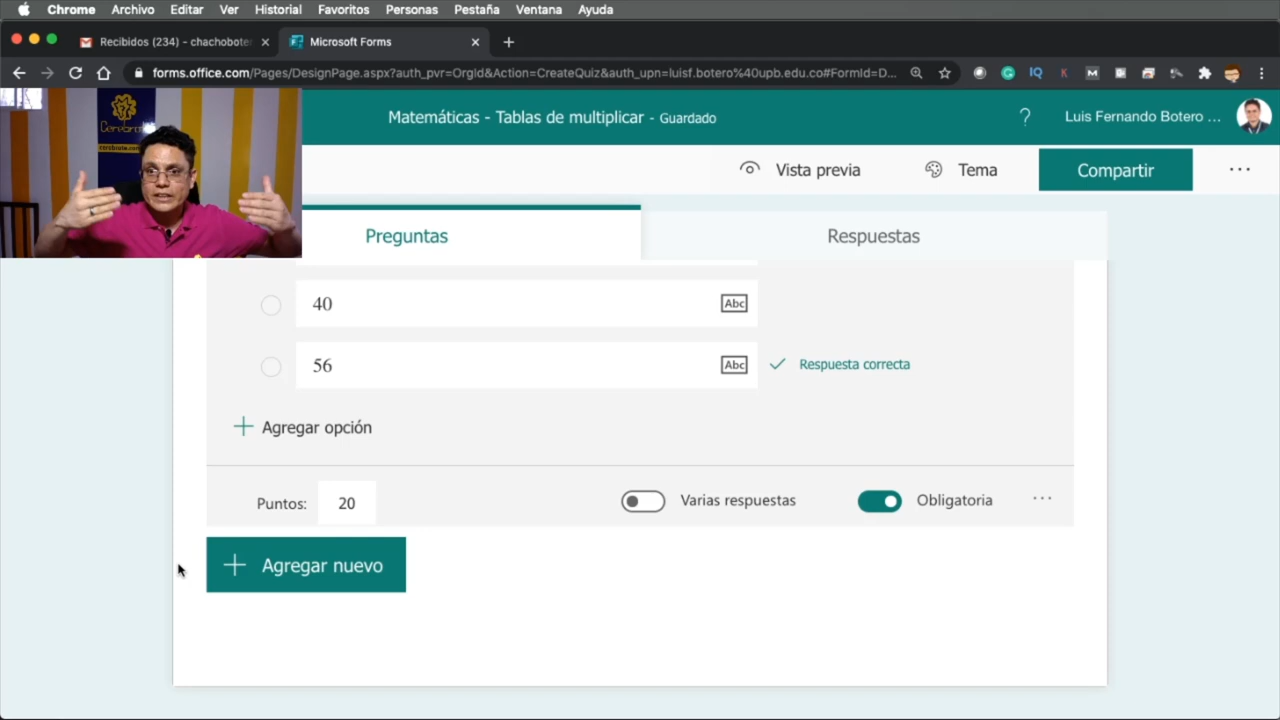 Chrome Archivo Editar Ver Historial Favoritos Personas Pestaña Ventana Ayuda
Recibidos (234) - chachobote
Microsoft Forms
forms.office.com/Pages/DesignPage.aspx?auth_pvr=OrgId&Action=CreateQuiz&auth_upn=luisf.botero%40upb.edu.co#FormId=D...
Matemáticas - Tablas de multiplicar - Guardado
? Luis Fernando Botero ...
Vista previa
Tema
Compartir
...
Preguntas
Respuestas
40
Abc
56
Abc
Respuesta correcta
+ Agregar opción
Puntos: 20
Varias respuestas
Obligatoria
...
+ Agregar nuevo